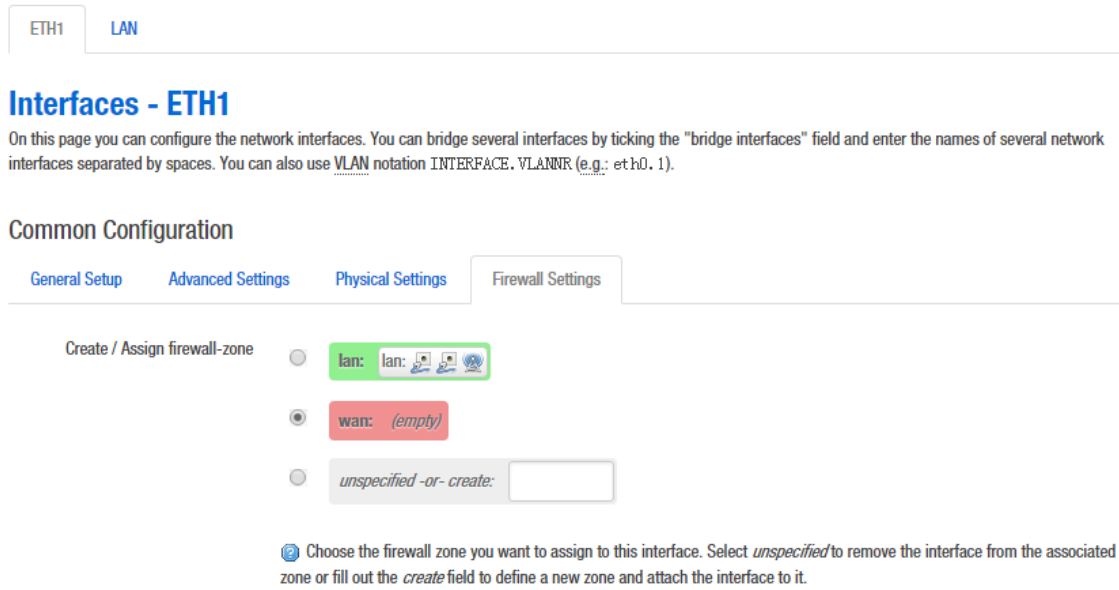 ETH1 LAN
Interfaces - ETH1
On this page you can configure the network interfaces. You can bridge several interfaces by ticking the "bridge interfaces" field and enter the names of several network
interfaces separated by spaces. You can also use VLAN notation INTERFACE.VLANNR (e.g.: eth0.1).
Common Configuration
General Setup Advanced Settings Physical Settings Firewall Settings
Create / Assign firewall-zone
lan: lan:
wan: (empty)
unspecified -or- create:
Choose the firewall zone you want to assign to this interface. Select unspecified to remove the interface from the associated
zone or fill out the create field to define a new zone and attach the interface to it.